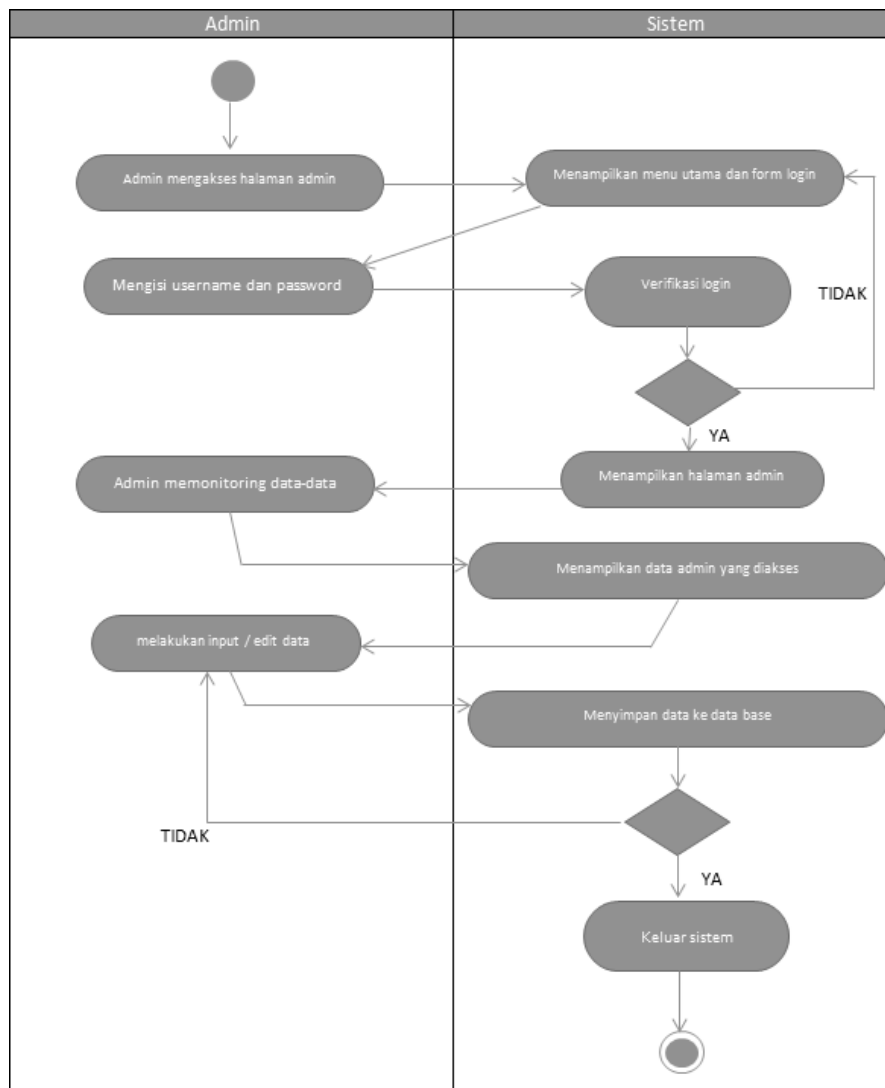 Admin
Sistem
Admin mengakses halaman admin
Menampilkan menu utama dan form login
Mengisi username dan password
Verifikasi login
TIDAK
YA
Menampilkan halaman admin
Admin memonitoring data-data
Menampilkan data admin yang diakses
melakukan input / edit data
Menyimpan data ke data base
TIDAK
YA
Keluar sistem